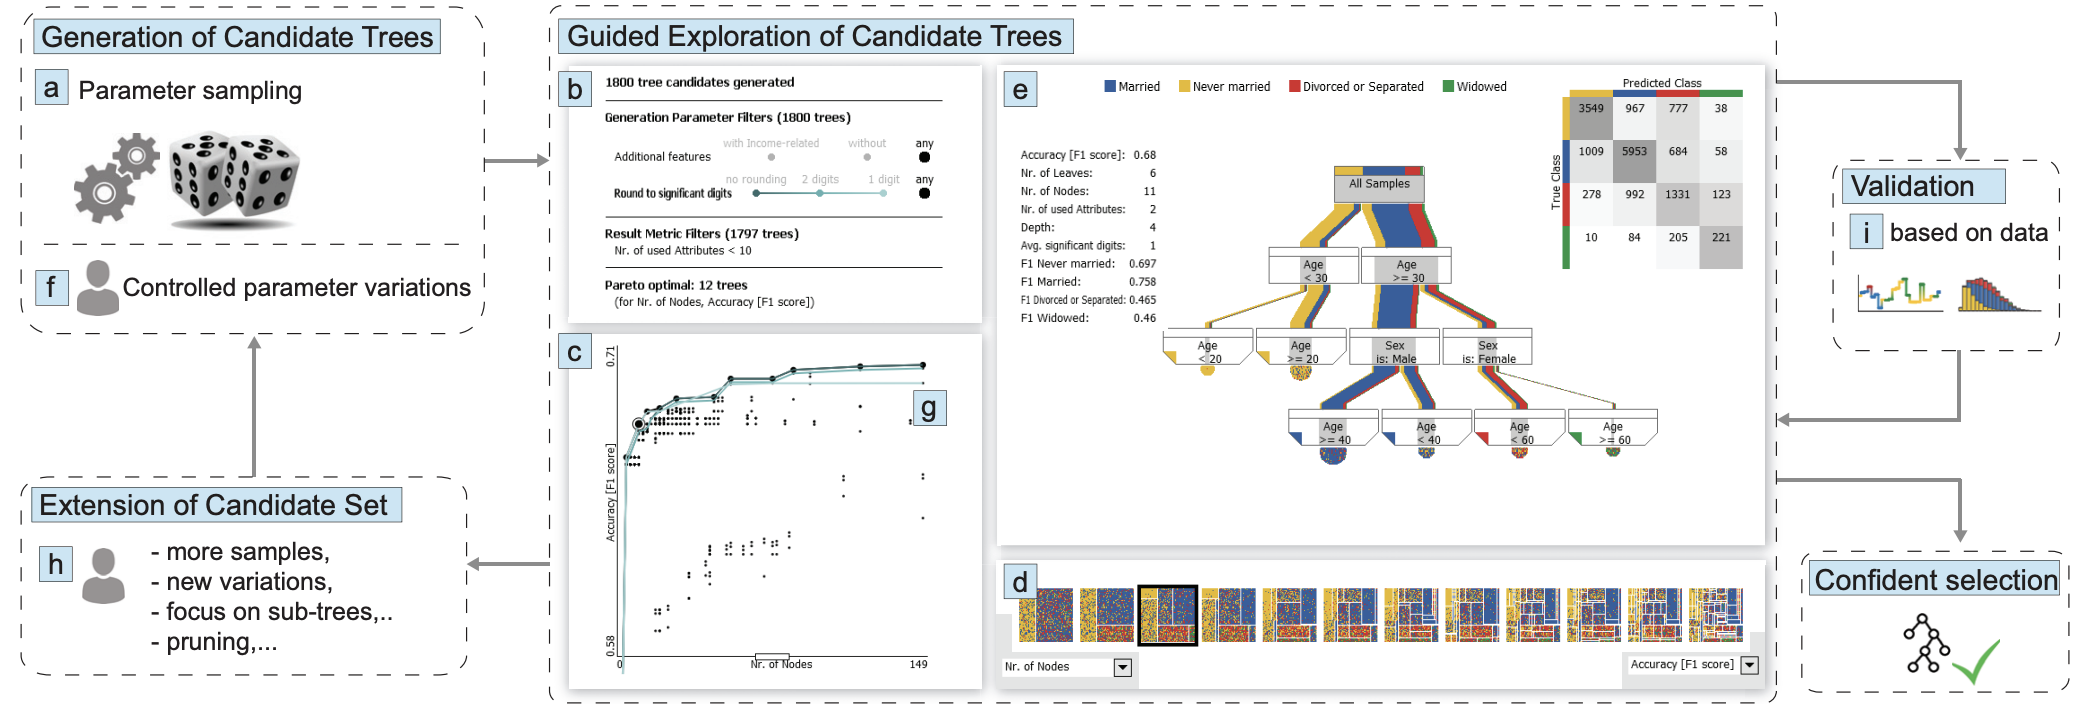 Generation of Candidate Trees
a
Parameter sampling
f
Controlled parameter variations
Extension of Candidate Set
h
- more samples,
- new variations,
- focus on sub-trees,..
- pruning,...
Guided Exploration of Candidate Trees
b
1800 tree candidates generated
Generation Parameter Filters (1800 trees)
with Income-related without any
Additional features
no rounding 2 digits 1 digit any
Round to significant digits
Result Metric Filters (1797 trees)
Nr. of used Attributes < 10
Pareto optimal: 12 trees
(for Nr. of Nodes, Accuracy [F1 score])
c
0.71
g
Accuracy [F1 score]
0.58
0 Nr. of Nodes 149
e
Married Never married Divorced or Separated Widowed
Accuracy [F1 score]: 0.68
Nr. of Leaves: 6
Nr. of Nodes: 11
Nr. of used Attributes: 2
Depth: 4
Avg. significant digits: 1
F1 Never married: 0.697
F1 Married: 0.758
F1 Divorced or Separated: 0.465
F1 Widowed: 0.46
All Samples
Age
< 30
Age
>= 30
Age
< 20
Age
>= 20
Sex
is: Male
Sex
is: Female
Age
>= 40
Age
< 40
Age
< 60
Age
>= 60
Predicted Class
True Class
3549 967 777 38
1009 5953 684 58
278 992 1331 123
10 84 205 221
d
Nr. of Nodes
Accuracy [F1 score]
Validation
i
based on data
Confident selection